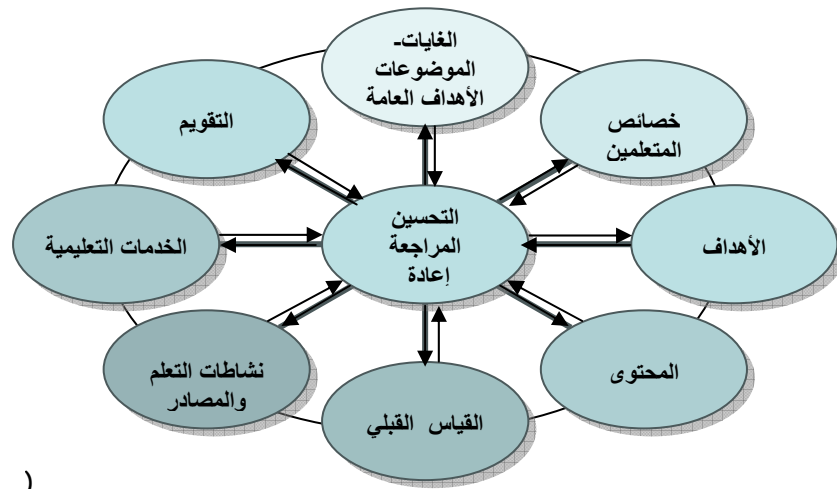 الغايات-
الموضوعات
الأهداف العامة
خصائص
المتعلمين
الأهداف
المحتوى
القياس القبلي
نشاطات التعلم
والمصادر
الخدمات التعليمية
التقويم
التحسين
المراجعة
إعادة
)